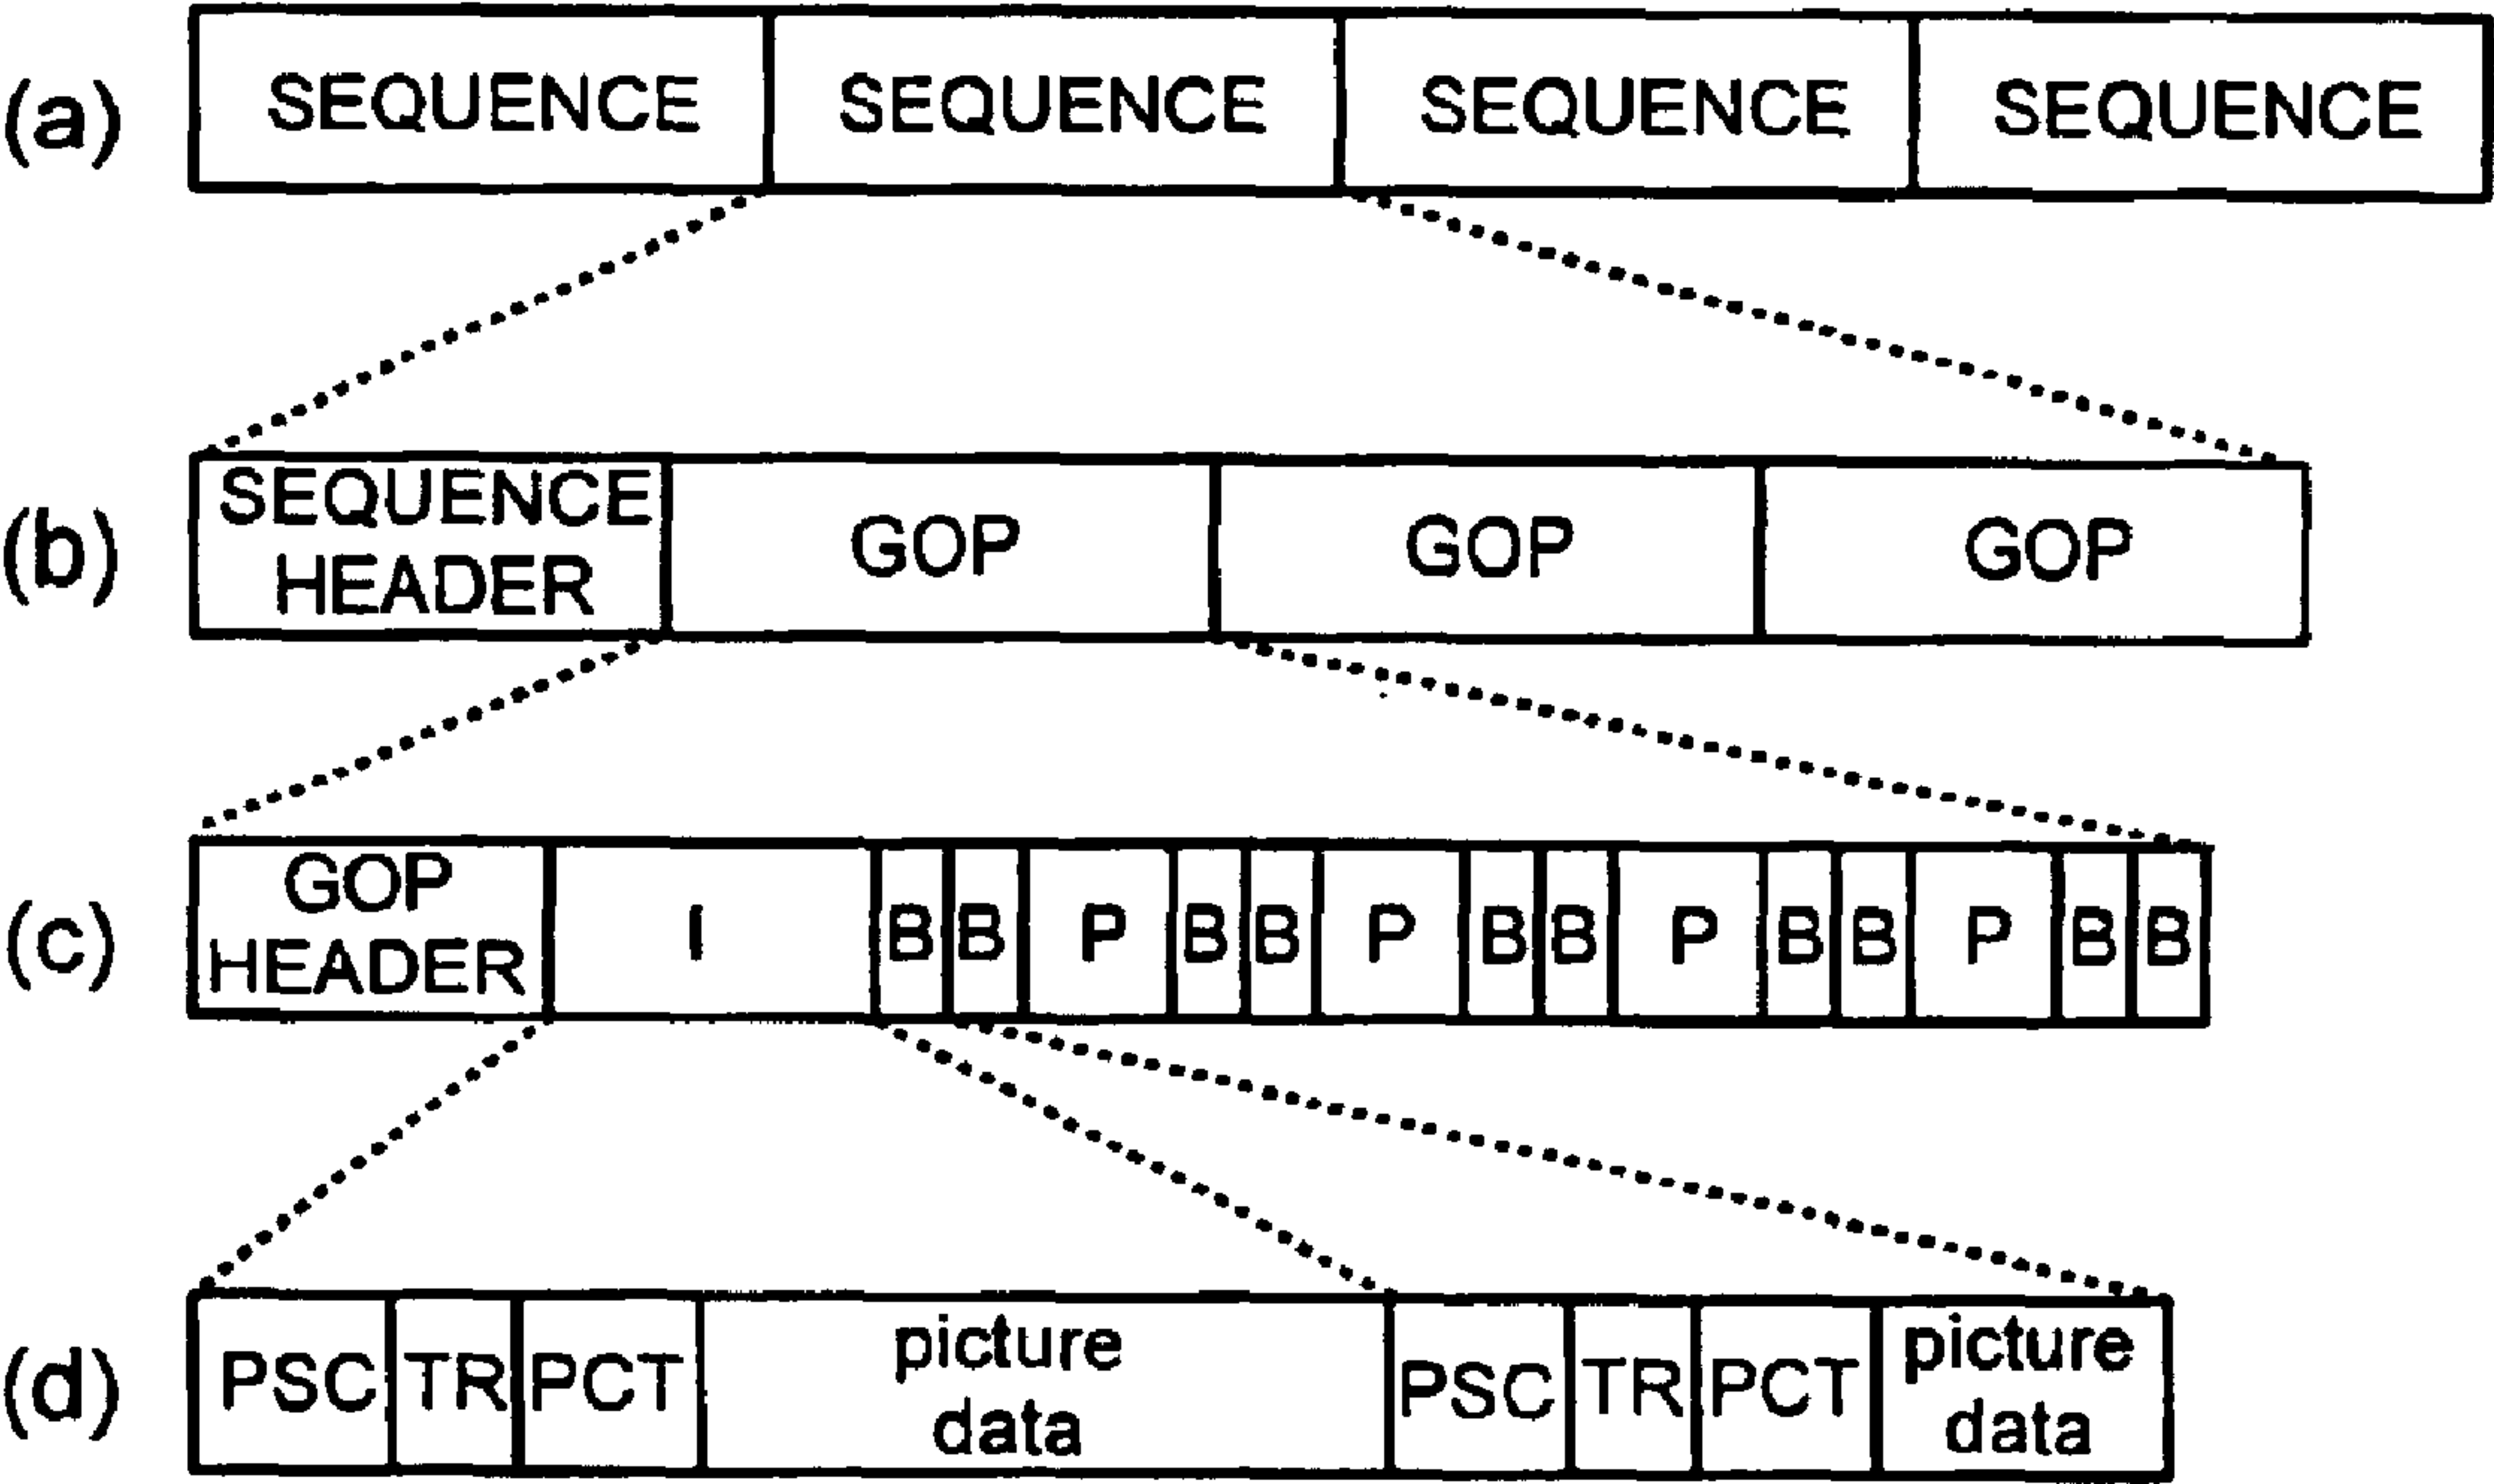 (a) SEQUENCE SEQUENCE SEQUENCE SEQUENCE
(b) SEQUENCE HEADER GOP GOP GOP
(c) GOP HEADER I B B P B B P B B P B B P B B
(d) PSC TR PCT picture data PSC TR PCT picture data